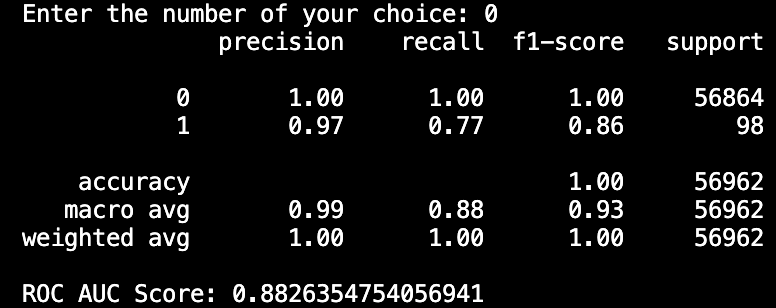 Enter the number of your choice: 0
precision recall f1-score support
0 1.00 1.00 1.00 56864
1 0.97 0.77 0.86 98
accuracy 1.00 56962
macro avg 0.99 0.88 0.93 56962
weighted avg 1.00 1.00 1.00 56962
ROC AUC Score: 0.8826354754056941